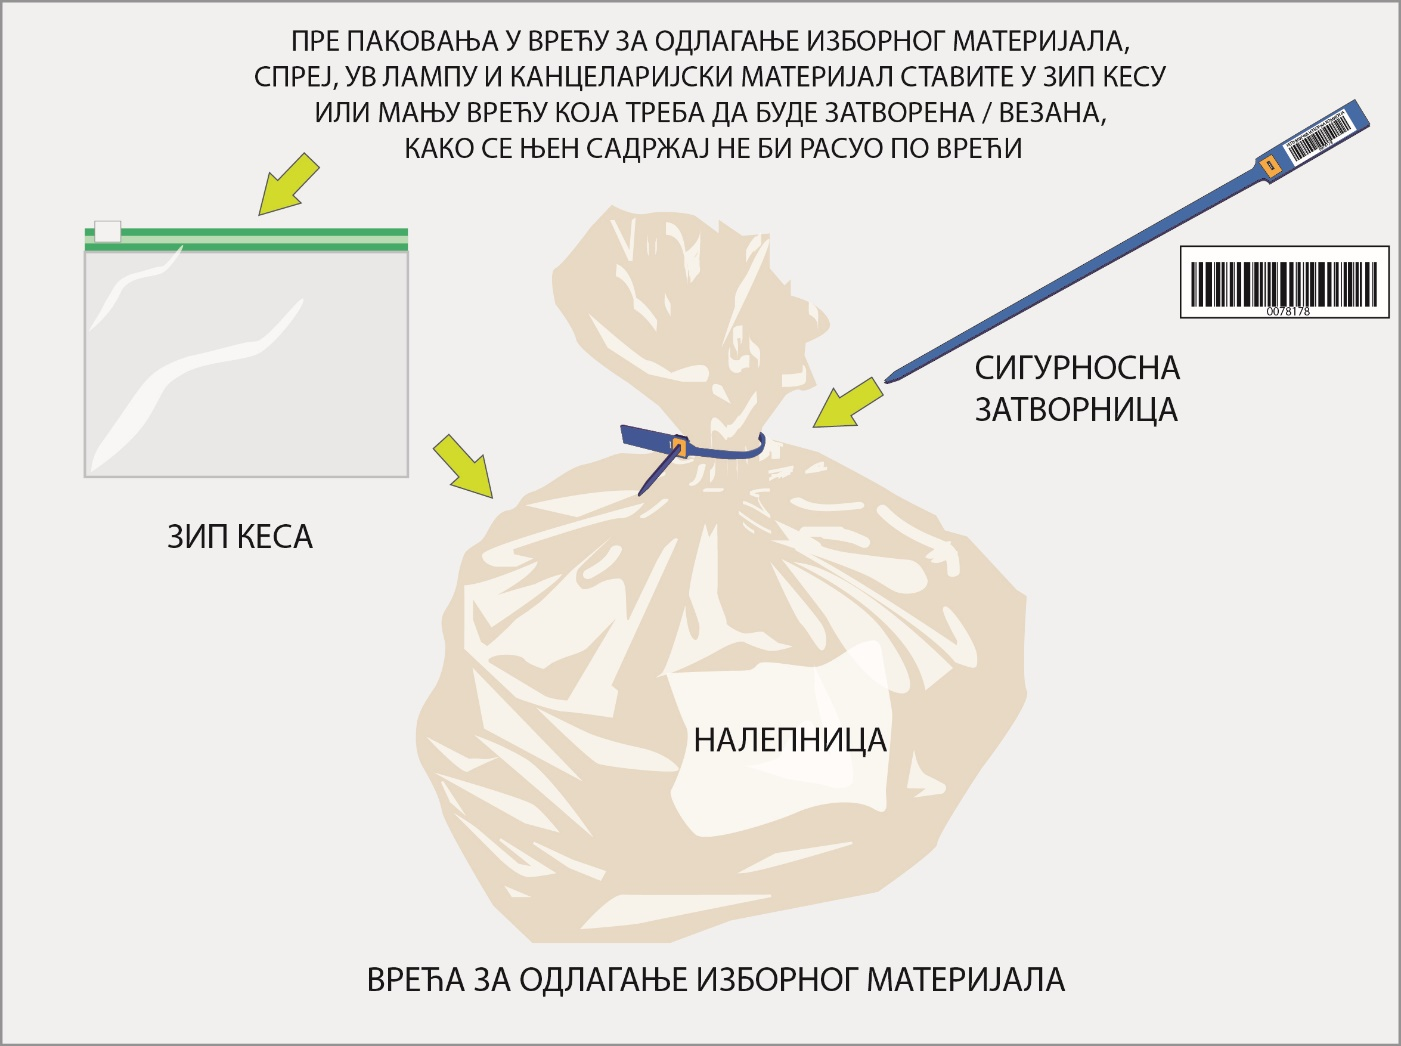 ПРЕ ПАКОВАЊА У ВРЕЋУ ЗА ОДЛАГАЊЕ ИЗБОРНОГ МАТЕРИЈАЛА,
СПРЕЈ, УВ ЛАМПУ И КАНЦЕЛАРИЈСКИ МАТЕРИЈАЛ СТАВИТЕ У ЗИП КЕСУ
ИЛИ МАЊУ ВРЕЋУ КОЈА ТРЕБА ДА БУДЕ ЗАТВОРЕНА / ВЕЗАНА,
КАКО СЕ ЊЕН САДРЖАЈ НЕ БИ РАСУО ПО ВРЕЋИ
0078178
СИГУРНОСНА
ЗАТВОРНИЦА
ЗИП КЕСА
НАЛЕПНИЦА
ВРЕЋА ЗА ОДЛАГАЊЕ ИЗБОРНОГ МАТЕРИЈАЛА